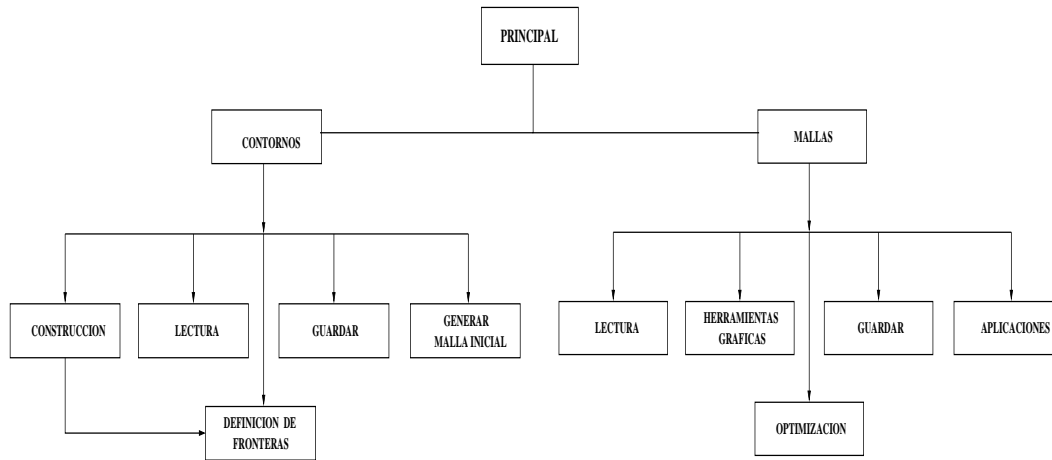 PRINCIPAL
CONTORNOS
MALLAS
CONSTRUCCION
LECTURA
GUARDAR
GENERAR
MALLA INICIAL
LECTURA
HERRAMIENTAS
GRAFICAS
GUARDAR
APLICACIONES
DEFINICION DE
FRONTERAS
OPTIMIZACION